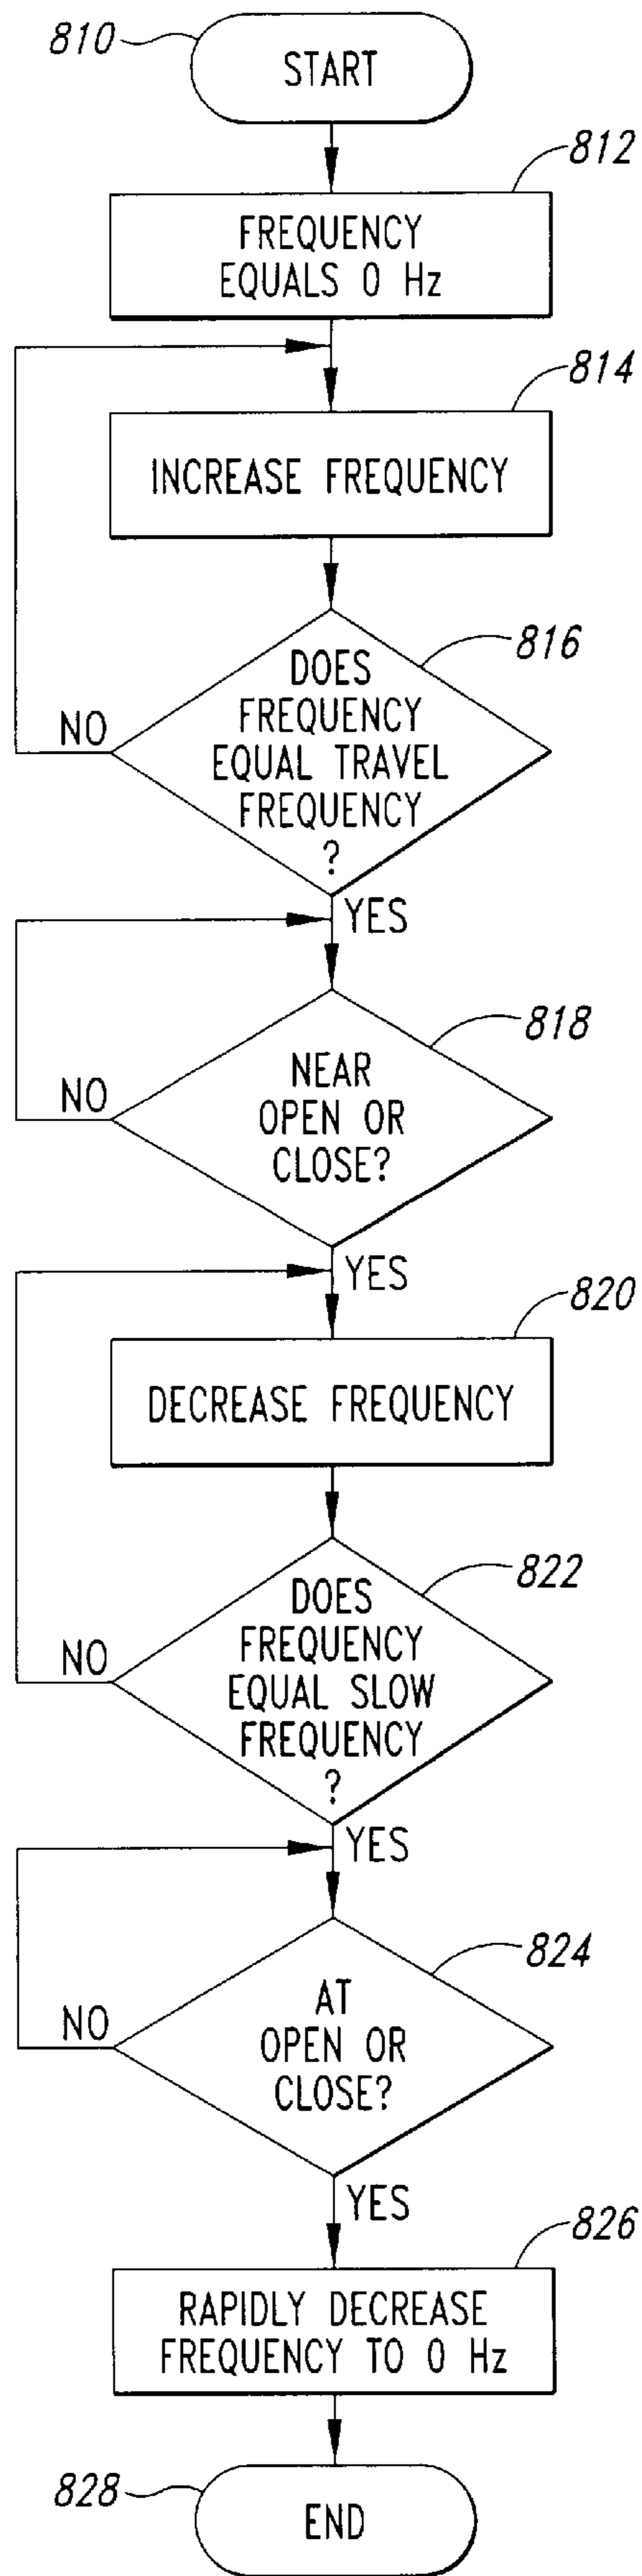 810
START
812
FREQUENCY
EQUALS 0 Hz
814
INCREASE FREQUENCY
816
DOES
FREQUENCY
EQUAL TRAVEL
FREQUENCY
?
NO
YES
818
NEAR
OPEN OR
CLOSE?
NO
YES
820
DECREASE FREQUENCY
822
DOES
FREQUENCY
EQUAL SLOW
FREQUENCY
?
NO
YES
824
AT
OPEN OR
CLOSE?
NO
YES
826
RAPIDLY DECREASE
FREQUENCY TO 0 Hz
828
END